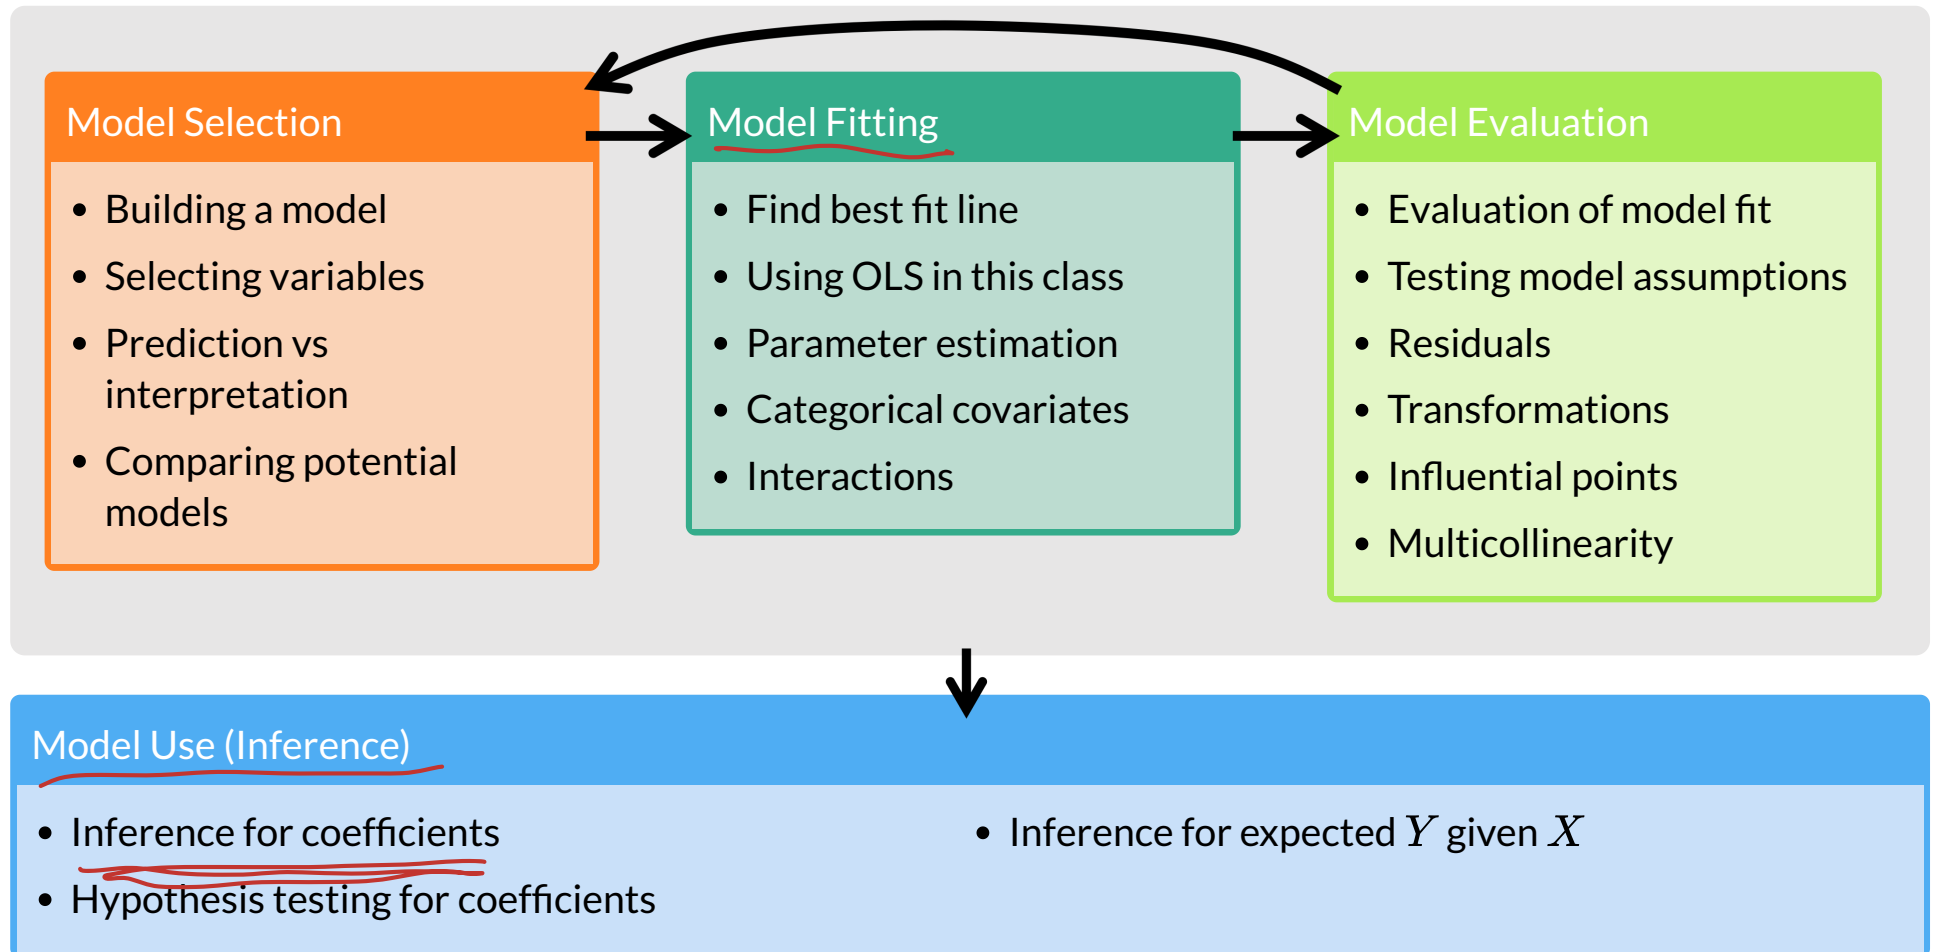 Model Selection
• Building a model
• Selecting variables
• Prediction vs
interpretation
• Comparing potential
models
Model Fitting
• Find best fit line
• Using OLS in this class
• Parameter estimation
• Categorical covariates
• Interactions
Model Evaluation
• Evaluation of model fit
• Testing model assumptions
• Residuals
• Transformations
• Influential points
• Multicollinearity
Model Use (Inference)
• Inference for coefficients
• Hypothesis testing for coefficients
• Inference for expected Y given X